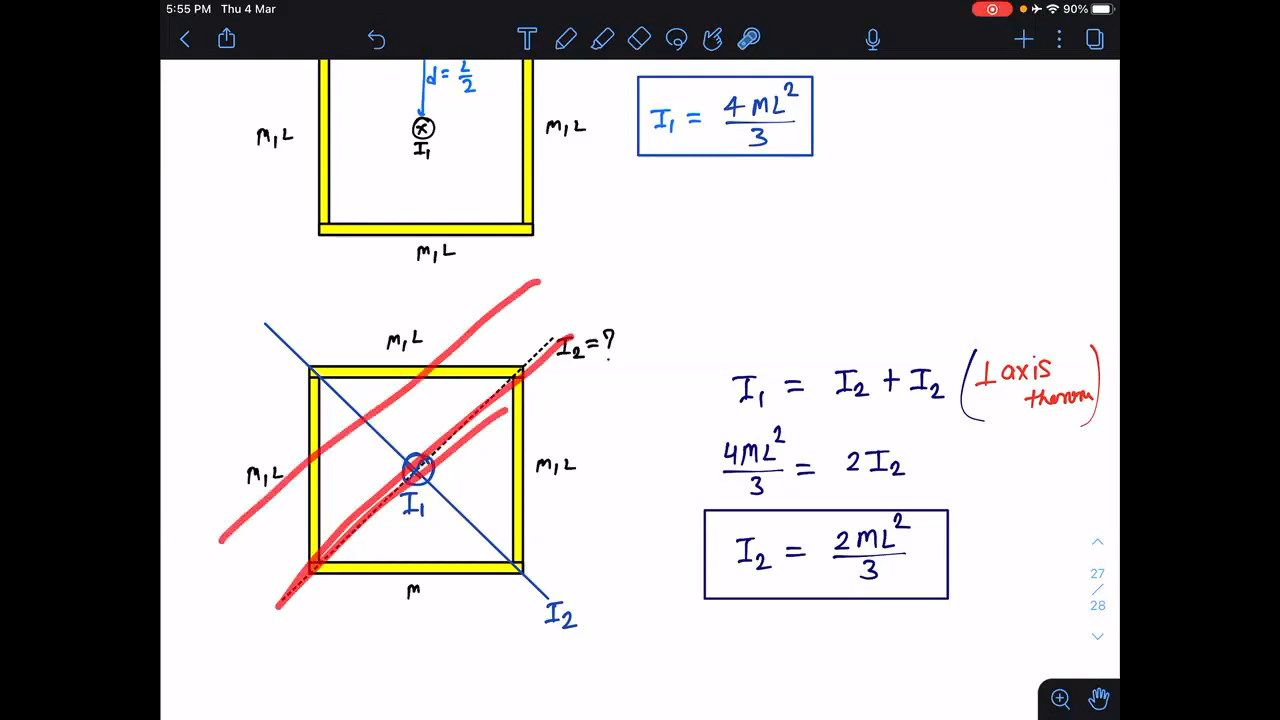 5:55 PM Thu 4 Mar
90%
d = L/2
I₁ = 4ML²/3
m, L
m, L
I₁
m, L
m, L
I₂ = ?
I₁ = I₂ + I₂ (⊥ axis
theorem)
m, L
m, L
4ML²/3 = 2I₂
I₁
I₂ = 2ML²/3
m
I₂
27
/
28